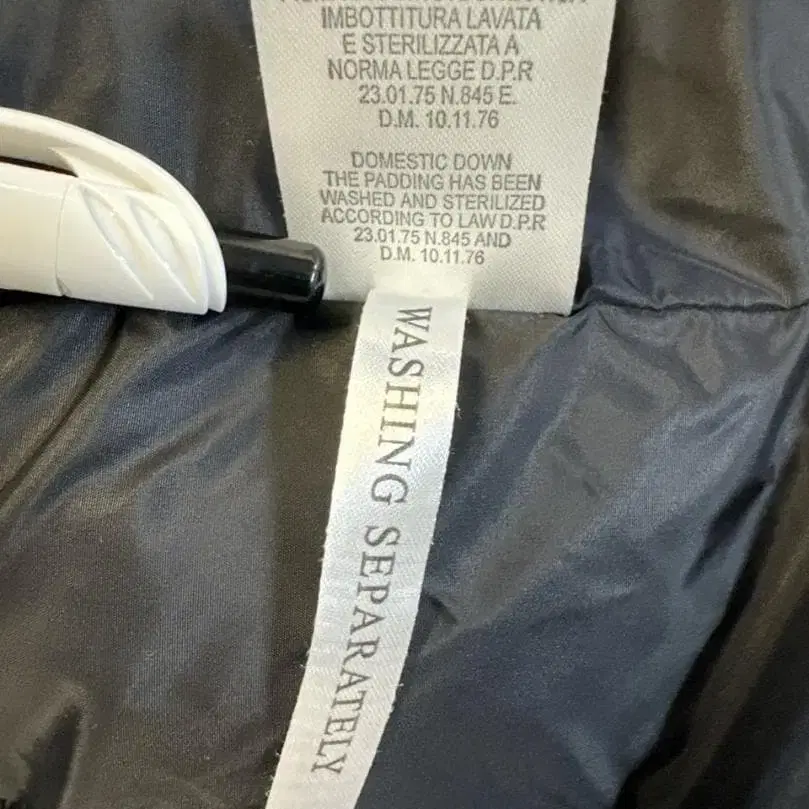 IMBOTTITURA LAVATA
E STERILIZZATA A
NORMA LEGGE D.P.R
23.01.75 N.845 E.
D.M. 10.11.76
DOMESTIC DOWN
THE PADDING HAS BEEN
WASHED AND STERILIZED
ACCORDING TO LAW D.P.R
23.01.75 N.845 AND
D.M. 10.11.76
WASHING SEPARATELY